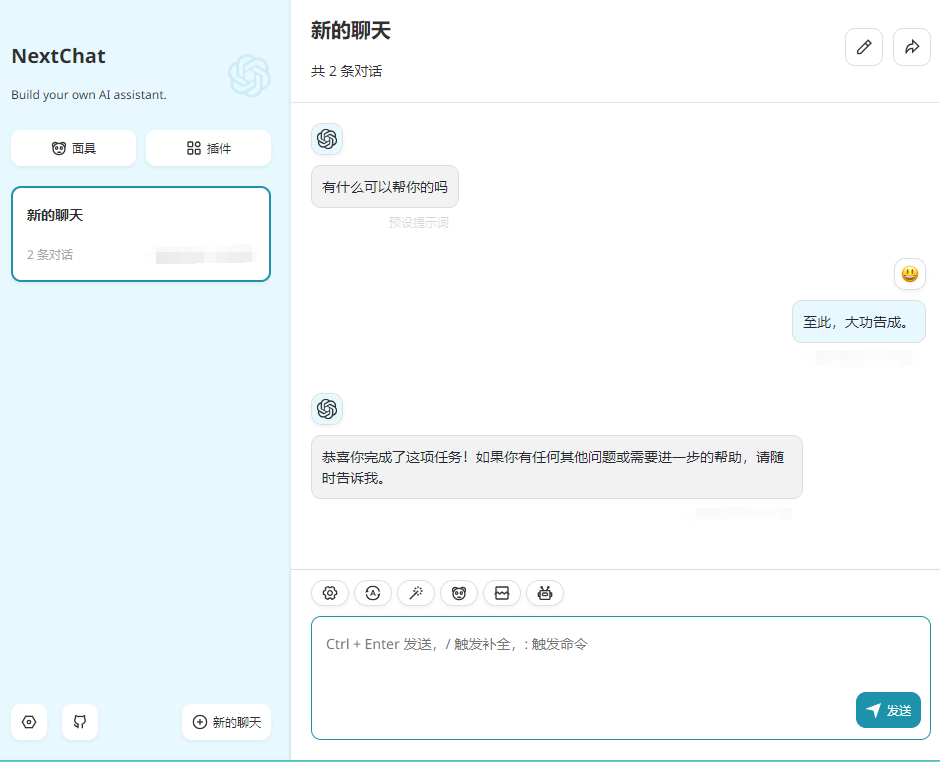 NextChat
Build your own AI assistant.
面具
插件
新的聊天
2 条对话
新的聊天
新的聊天
共 2 条对话
有什么可以帮你的吗
预设提示词
至此，大功告成。
恭喜你完成了这项任务！如果你有任何其他问题或需要进一步的帮助，请随
时告诉我。
Ctrl + Enter 发送，/ 触发补全，: 触发命令
发送